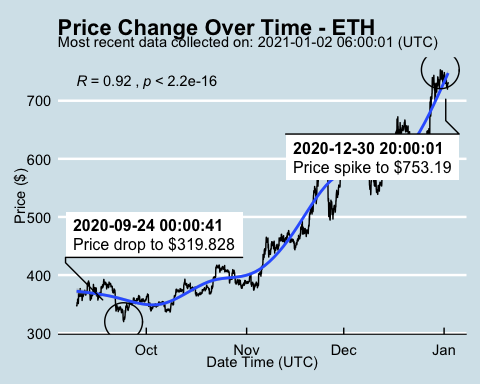 Price Change Over Time - ETH
Most recent data collected on: 2021-01-02 06:00:01 (UTC)
R = 0.92 , p < 2.2e-16
700
600
500
400
300
Price ($)
2020-12-30 20:00:01
Price spike to $753.19
2020-09-24 00:00:41
Price drop to $319.828
Oct
Nov
Dec
Jan
Date Time (UTC)